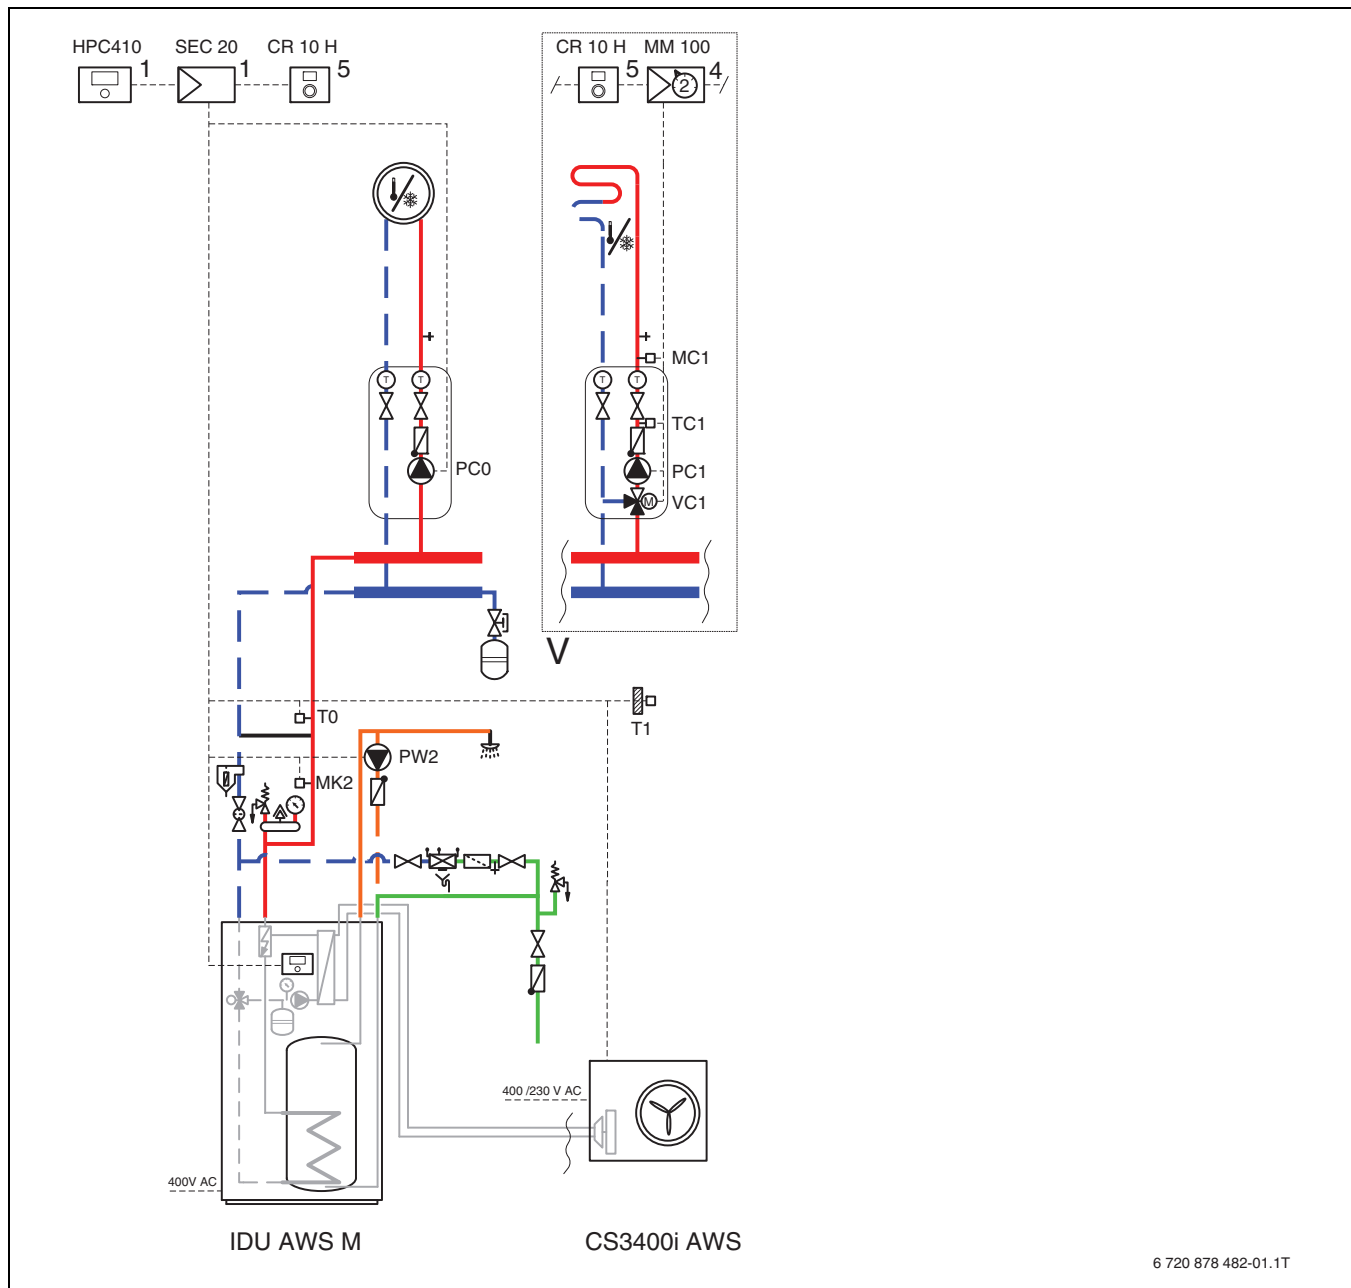 HPC410 SEC 20 CR 10 H CR 10 H MM 100
1 1 5 5 2 4
MC1
T T T T
TC1
PC0 PC1
M VC1
V
T0 T1
PW2
MK2
400 /230 V AC
400V AC
IDU AWS M CS3400i AWS
6 720 878 482-01.1T